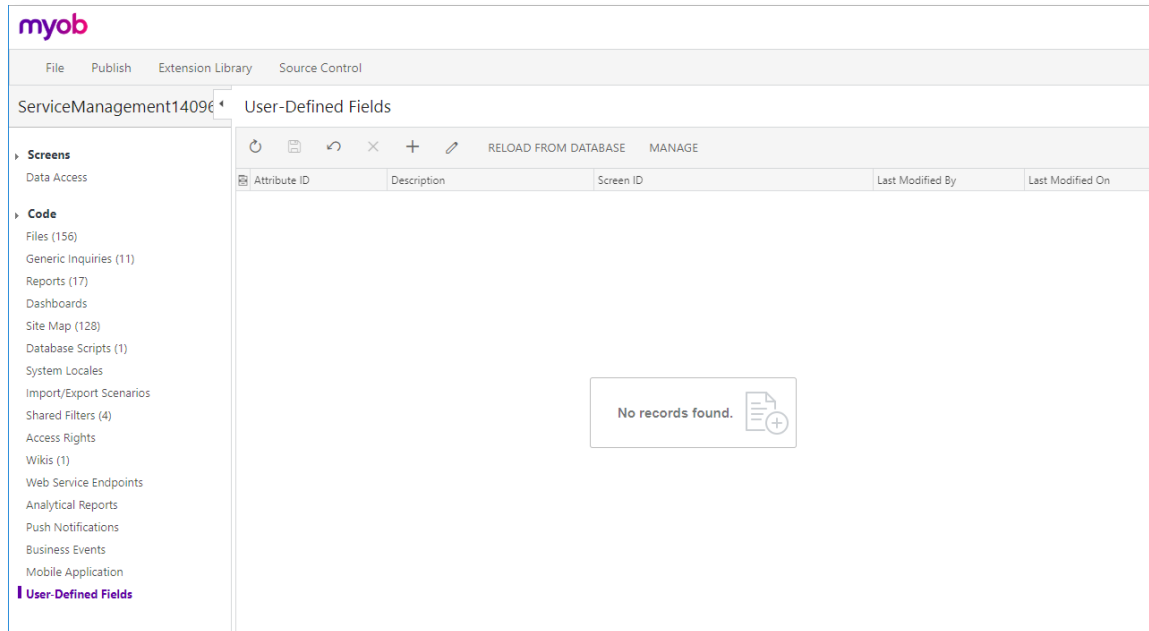 myob
File Publish Extension Library Source Control
ServiceManagement14096
User-Defined Fields
RELOAD FROM DATABASE MANAGE
Attribute ID Description Screen ID Last Modified By Last Modified On
Screens
Data Access
Code
Files (156)
Generic Inquiries (11)
Reports (17)
Dashboards
Site Map (128)
Database Scripts (1)
System Locales
Import/Export Scenarios
Shared Filters (4)
Access Rights
Wikis (1)
Web Service Endpoints
Analytical Reports
Push Notifications
Business Events
Mobile Application
User-Defined Fields
No records found.